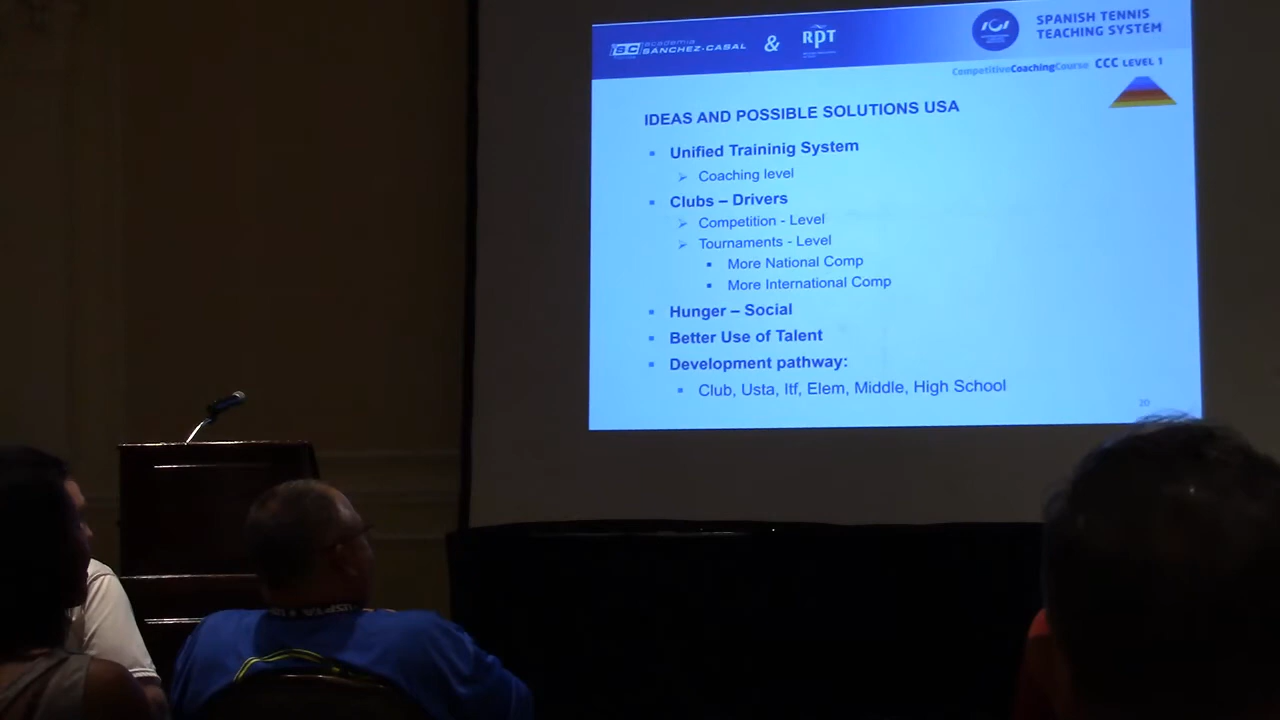 academia
SANCHEZ-CASAL
&
RPT
SPANISH TENNIS
TEACHING SYSTEM
CompetitiveCoachingCourse CCC LEVEL 1
IDEAS AND POSSIBLE SOLUTIONS USA
Unified Traininig System
Coaching level
Clubs – Drivers
Competition - Level
Tournaments - Level
More National Comp
More International Comp
Hunger – Social
Better Use of Talent
Development pathway:
Club, Usta, Itf, Elem, Middle, High School
20